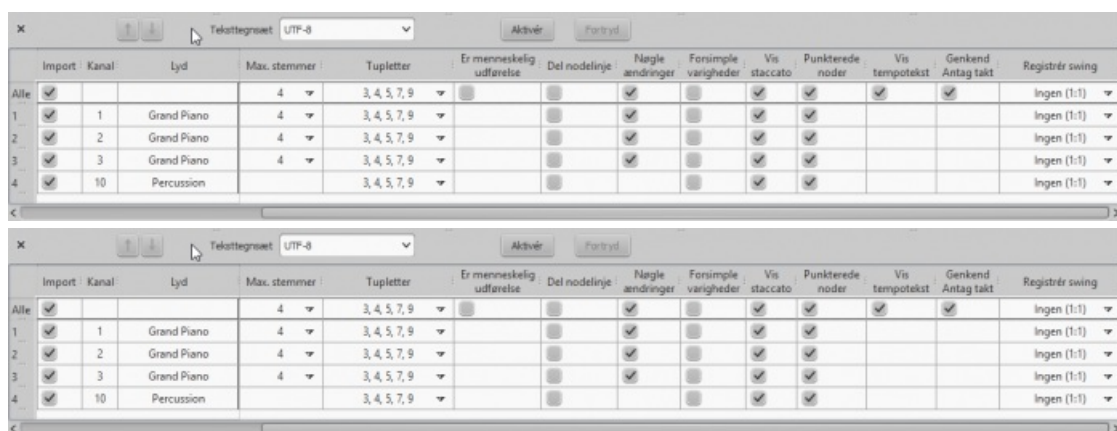 × Teksttegnsæt UTF-8 Aktivér Fortryd
Import Kanal Lyd Max. stemmer Tupletter Er menneskelig udførelse Del nodelinje Nøgle ændringer Forsimple varigheder Vis staccato Punkterede noder Vis tempotekst Genkend Antag takt Registrér swing
Alle 4 3, 4, 5, 7, 9 Ingen (1:1)
1 1 Grand Piano 4 3, 4, 5, 7, 9 Ingen (1:1)
2 2 Grand Piano 4 3, 4, 5, 7, 9 Ingen (1:1)
3 3 Grand Piano 4 3, 4, 5, 7, 9 Ingen (1:1)
4 10 Percussion 3, 4, 5, 7, 9 Ingen (1:1)
× Teksttegnsæt UTF-8 Aktivér Fortryd
Import Kanal Lyd Max. stemmer Tupletter Er menneskelig udførelse Del nodelinje Nøgle ændringer Forsimple varigheder Vis staccato Punkterede noder Vis tempotekst Genkend Antag takt Registrér swing
Alle 4 3, 4, 5, 7, 9 Ingen (1:1)
1 1 Grand Piano 4 3, 4, 5, 7, 9 Ingen (1:1)
2 2 Grand Piano 4 3, 4, 5, 7, 9 Ingen (1:1)
3 3 Grand Piano 4 3, 4, 5, 7, 9 Ingen (1:1)
4 10 Percussion 3, 4, 5, 7, 9 Ingen (1:1)